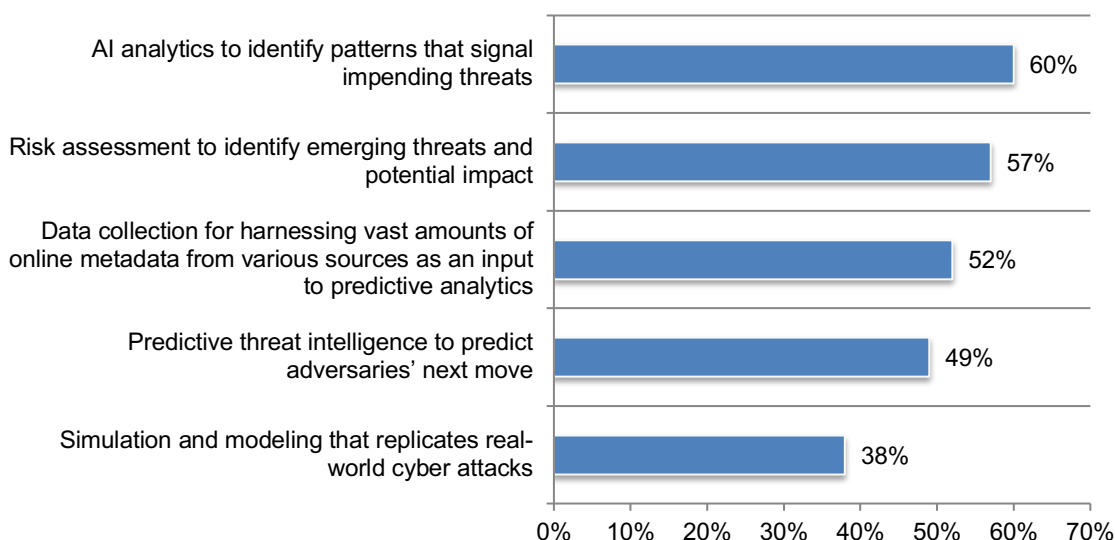 AI analytics to identify patterns that signal
impending threats
60%
Risk assessment to identify emerging threats and
potential impact
57%
Data collection for harnessing vast amounts of
online metadata from various sources as an input
to predictive analytics
52%
Predictive threat intelligence to predict
adversaries’ next move
49%
Simulation and modeling that replicates real-
world cyber attacks
38%
0% 10% 20% 30% 40% 50% 60% 70%